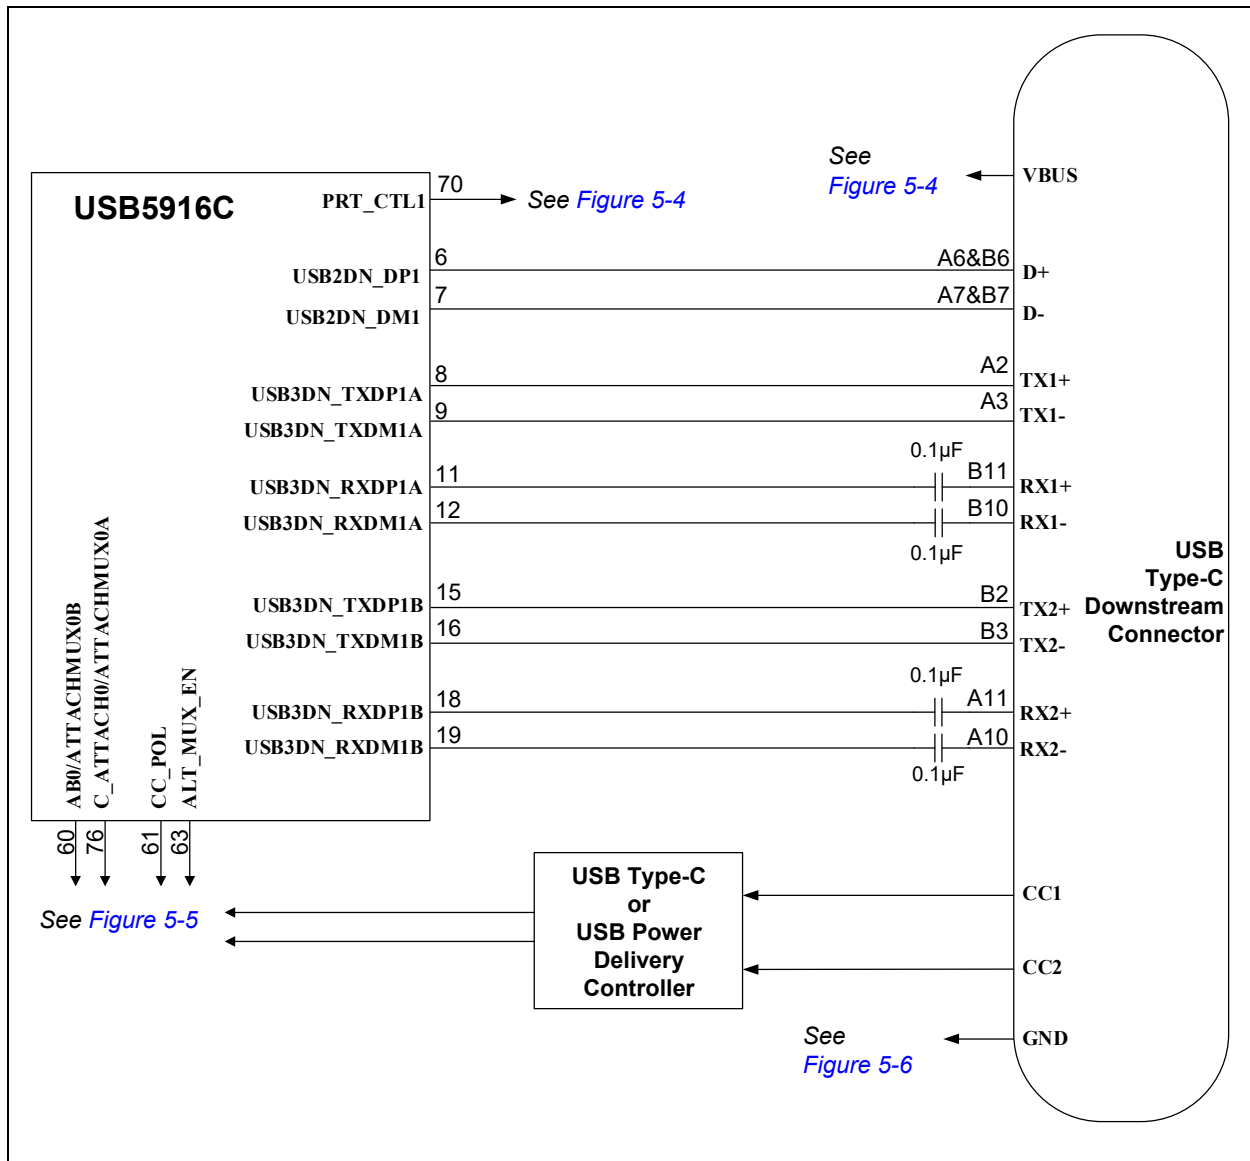 USB5916C
PRT_CTL1
70
See Figure 5-4
See
Figure 5-4
VBUS
USB2DN_DP1
6
A6&B6
D+
USB2DN_DM1
7
A7&B7
D-
USB3DN_TXDP1A
8
A2
TX1+
USB3DN_TXDM1A
9
A3
TX1-
0.1µF
USB3DN_RXDP1A
11
B11
RX1+
USB3DN_RXDM1A
12
B10
RX1-
0.1µF
USB
Type-C
Downstream
Connector
USB3DN_TXDP1B
15
B2
TX2+
USB3DN_TXDM1B
16
B3
TX2-
0.1µF
USB3DN_RXDP1B
18
A11
RX2+
USB3DN_RXDM1B
19
A10
RX2-
0.1µF
AB0/ATTACHMUX0B
C_ATTACH0/ATTACHMUX0A
CC_POL
ALT_MUX_EN
60
76
61
63
See Figure 5-5
USB Type-C
or
USB Power
Delivery
Controller
CC1
CC2
See
Figure 5-6
GND